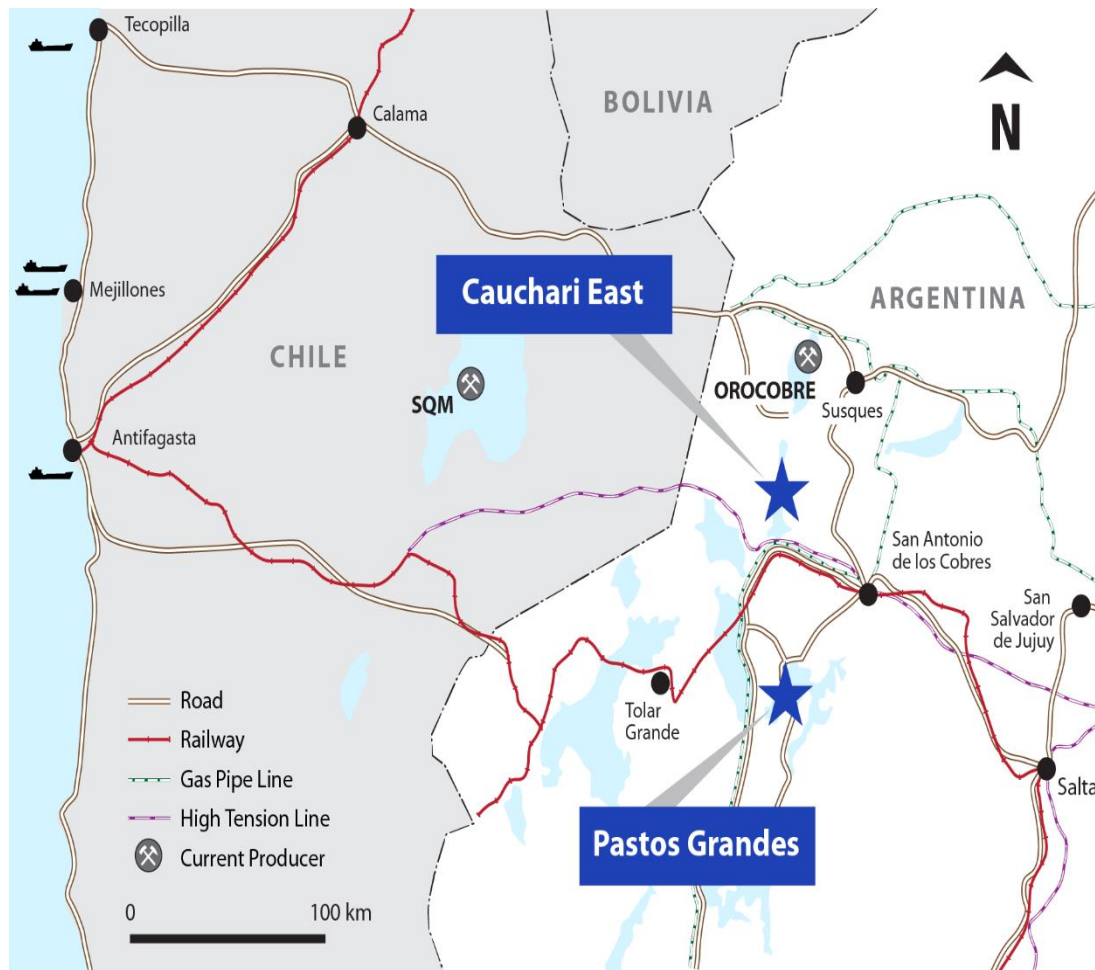 Tecopilla
Calama
BOLIVIA
N
Mejillones
Cauchari East
ARGENTINA
CHILE
SQM
OROCOBRE
Susques
Antifagasta
San Antonio
de los Cobres
San
Salvador
de Jujuy
Tolar
Grande
Salta
Pastos Grandes
Road
Railway
Gas Pipe Line
High Tension Line
Current Producer
0
100 km